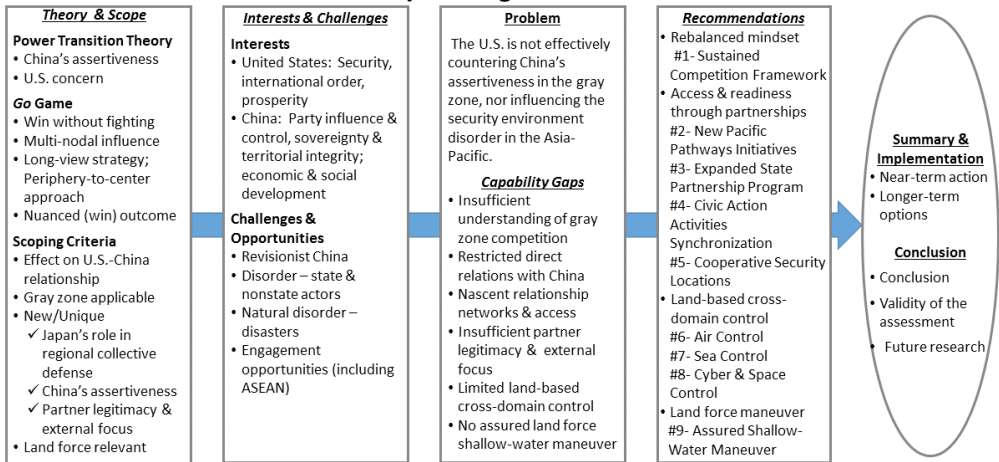 Theory & Scope
Power Transition Theory
• China's assertiveness
• U.S. concern
Go Game
• Win without fighting
• Multi-nodal influence
• Long-view strategy;
Periphery-to-center
approach
• Nuanced (win) outcome
Scoping Criteria
• Effect on U.S.-China
relationship
• Gray zone applicable
• New/Unique
✓ Japan's role in
regional collective
defense
✓ China's assertiveness
✓ Partner legitimacy &
external focus
• Land force relevant
Interests & Challenges
Interests
• United States: Security,
international order,
prosperity
• China: Party influence &
control, sovereignty &
territorial integrity;
economic & social
development
Challenges &
Opportunities
• Revisionist China
• Disorder – state &
nonstate actors
• Natural disorder –
disasters
• Engagement
opportunities (including
ASEAN)
Problem
The U.S. is not effectively
countering China's
assertiveness in the gray
zone, nor influencing the
security environment
disorder in the Asia-
Pacific.
Capability Gaps
• Insufficient
understanding of gray
zone competition
• Restricted direct
relations with China
• Nascent relationship
networks & access
• Insufficient partner
legitimacy & external
focus
• Limited land-based
cross-domain control
• No assured land force
shallow-water maneuver
Recommendations
• Rebalanced mindset
#1- Sustained
Competition Framework
• Access & readiness
through partnerships
#2- New Pacific
Pathways Initiatives
#3- Expanded State
Partnership Program
#4- Civic Action
Activities
Synchronization
#5- Cooperative Security
Locations
• Land-based cross-
domain control
#6- Air Control
#7- Sea Control
#8- Cyber & Space
Control
• Land force maneuver
#9- Assured Shallow-
Water Maneuver
Summary &
Implementation
• Near-term action
• Longer-term
options
Conclusion
• Conclusion
• Validity of the
assessment
• Future research